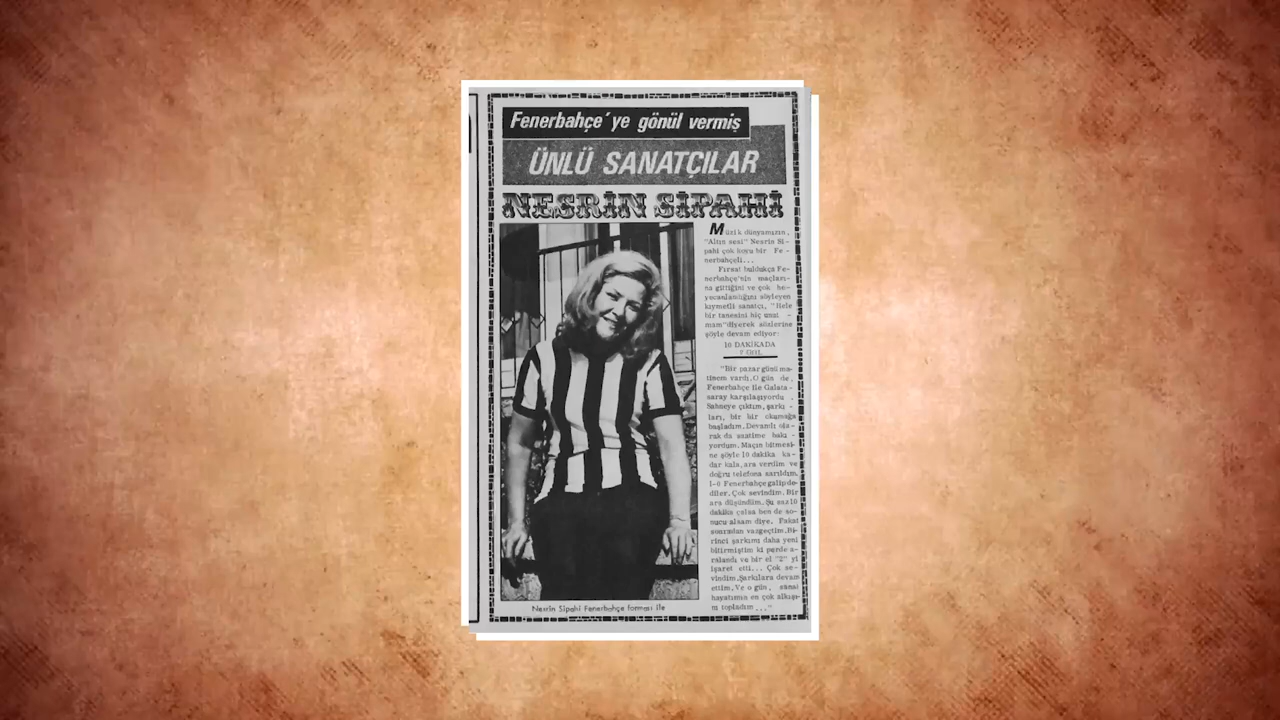 Fenerbahçe'ye gönül vermiş
ÜNLÜ SANATÇILAR
NESRİN SİPAHİ
Müzik dünyamızın,
"Altın sesi" Nesrin Si-
pahi çok koyu bir Fe-
nerbahçeli...
Fırsat buldukça Fe-
nerbahçe'nin maçları-
na gittiğini ve çok he-
yecanlandığını söyleyen
kıymetli sanatçı, "Hele
bir tanesini hiç unut-
mam" diyerek sözlerine
şöyle devam ediyor:
10 DAKİKADA
GOL
"Bir pazar günü ma-
tinem vardı. O gün de,
Fenerbahçe ile Galata-
saray karşılaşıyordu.
Sahneye çıktım, şarkı-
ları, bir bir okumağa
başladım. Devamlı ola-
rak da saatime bakı-
yordum. Maçın bitmesi-
ne şöyle 10 dakika ka-
dar kala, ara verdim ve
doğru telefona sarıldım.
1-0 Fenerbahçe galip de-
diler. Çok sevindim. Bir
ara düşündüm. Şu saz 10
dakika çalsa ben de so-
nucu alsam diye. Fakat
sonradan vazgeçtim. Bi-
rinci şarkımı daha yeni
bitirmiştim ki perde a-
ralandı ve bir el "2" yi
işaret etti... Çok se-
vindim. Şarkılara devam
ettim. Ve o gün, sanat
hayatımın en çok alkışı-
nı topladım..."
Nesrin Sipahi Fenerbahçe forması ile